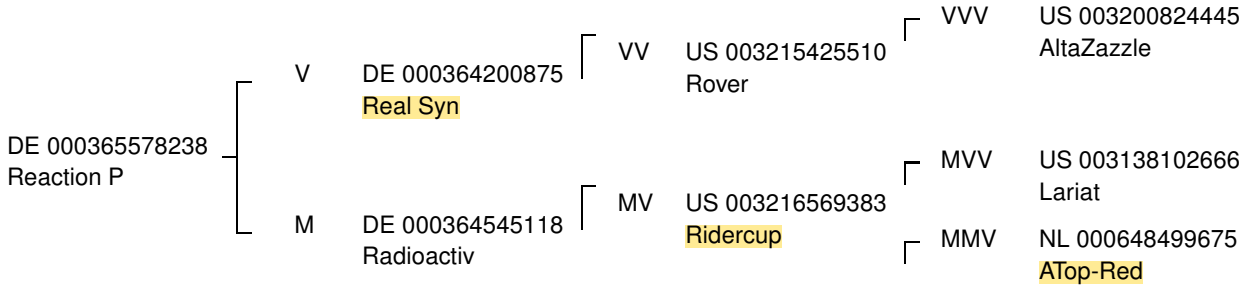 DE 000365578238
Reaction P
V DE 000364200875
Real Syn
M DE 000364545118
Radioactiv
VV US 003215425510
Rover
MV US 003216569383
Ridercup
VVV US 003200824445
AltaZazzle
MVV US 003138102666
Lariat
MMV NL 000648499675
ATop-Red